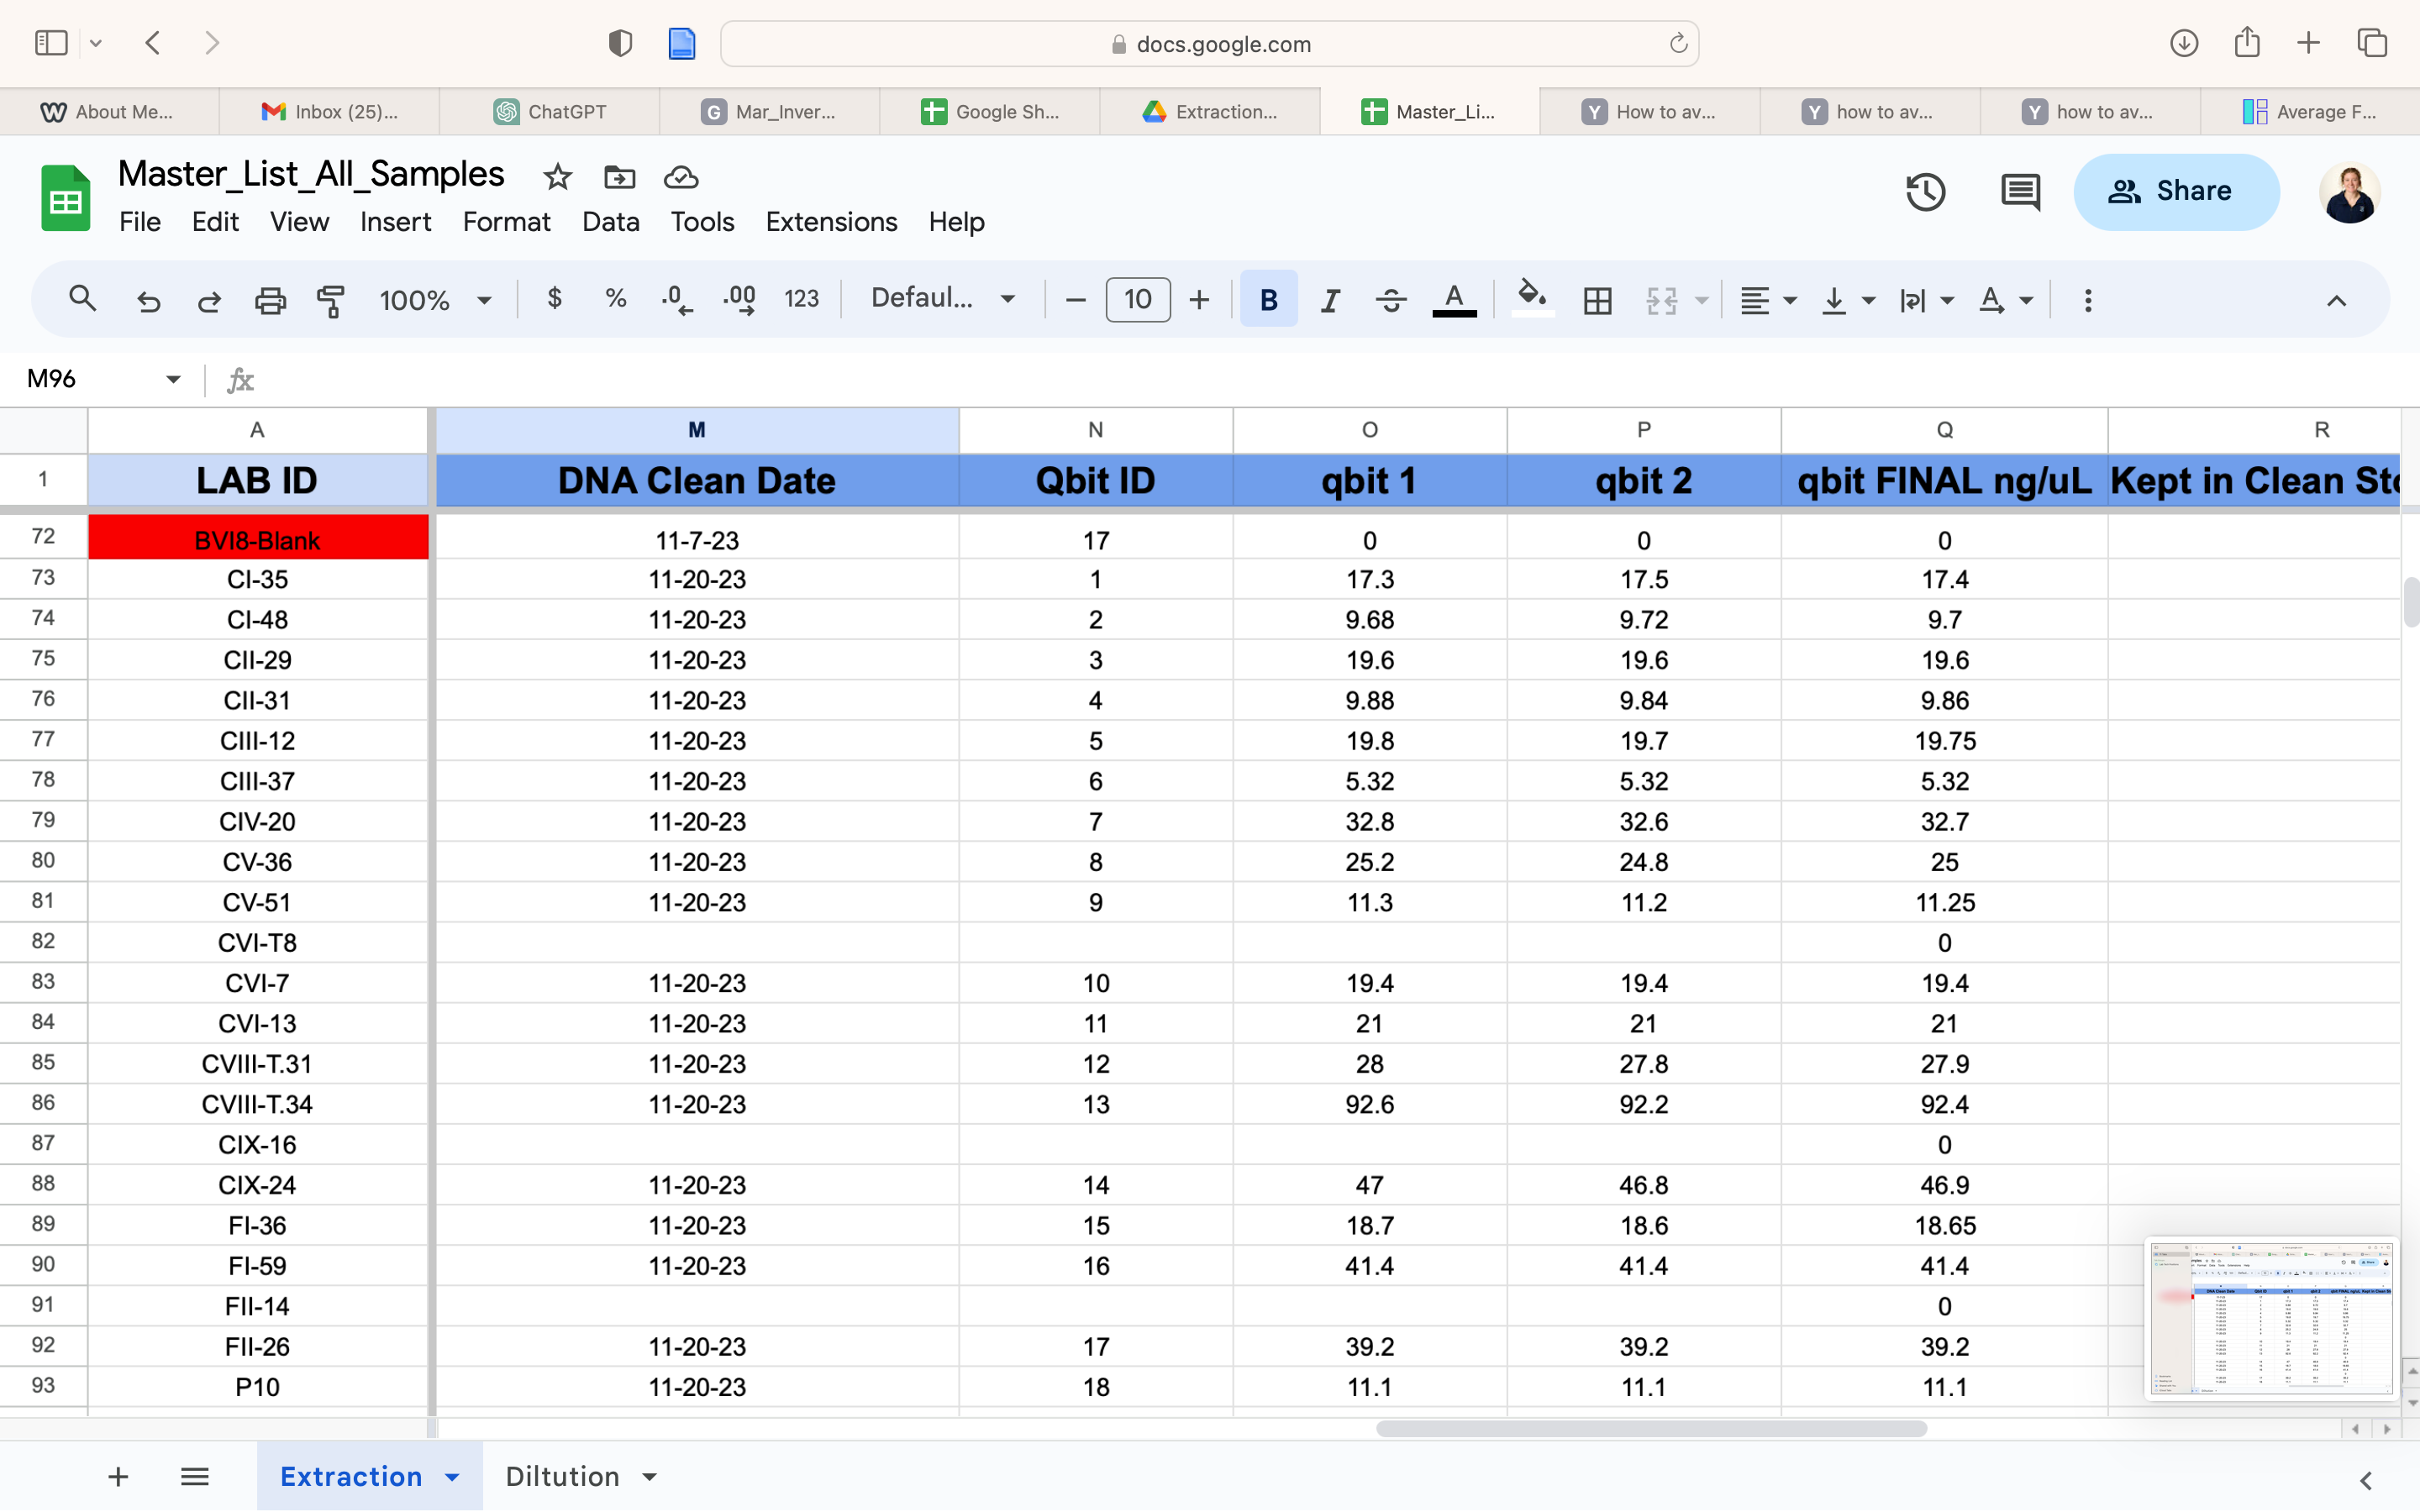 docs.google.com
About Me...
Inbox (25)...
ChatGPT
G Mar_Inver...
Google Sh...
Extraction...
Master_Li...
Y How to av...
Y how to av...
Y how to av...
Average F...
Master_List_All_Samples
File Edit View Insert Format Data Tools Extensions Help
Share
100% $ % .0 .00 123 Defaul... 10 B I A A
M96 fx
A M N O P Q R
1 LAB ID DNA Clean Date Qbit ID qbit 1 qbit 2 qbit FINAL ng/uL Kept in Clean Sto
72 BVI8-Blank 11-7-23 17 0 0 0
73 CI-35 11-20-23 1 17.3 17.5 17.4
74 CI-48 11-20-23 2 9.68 9.72 9.7
75 CII-29 11-20-23 3 19.6 19.6 19.6
76 CII-31 11-20-23 4 9.88 9.84 9.86
77 CIII-12 11-20-23 5 19.8 19.7 19.75
78 CIII-37 11-20-23 6 5.32 5.32 5.32
79 CIV-20 11-20-23 7 32.8 32.6 32.7
80 CV-36 11-20-23 8 25.2 24.8 25
81 CV-51 11-20-23 9 11.3 11.2 11.25
82 CVI-T8 0
83 CVI-7 11-20-23 10 19.4 19.4 19.4
84 CVI-13 11-20-23 11 21 21 21
85 CVIII-T.31 11-20-23 12 28 27.8 27.9
86 CVIII-T.34 11-20-23 13 92.6 92.2 92.4
87 CIX-16 0
88 CIX-24 11-20-23 14 47 46.8 46.9
89 FI-36 11-20-23 15 18.7 18.6 18.65
90 FI-59 11-20-23 16 41.4 41.4 41.4
91 FII-14 0
92 FII-26 11-20-23 17 39.2 39.2 39.2
93 P10 11-20-23 18 11.1 11.1 11.1
Extraction Diltution